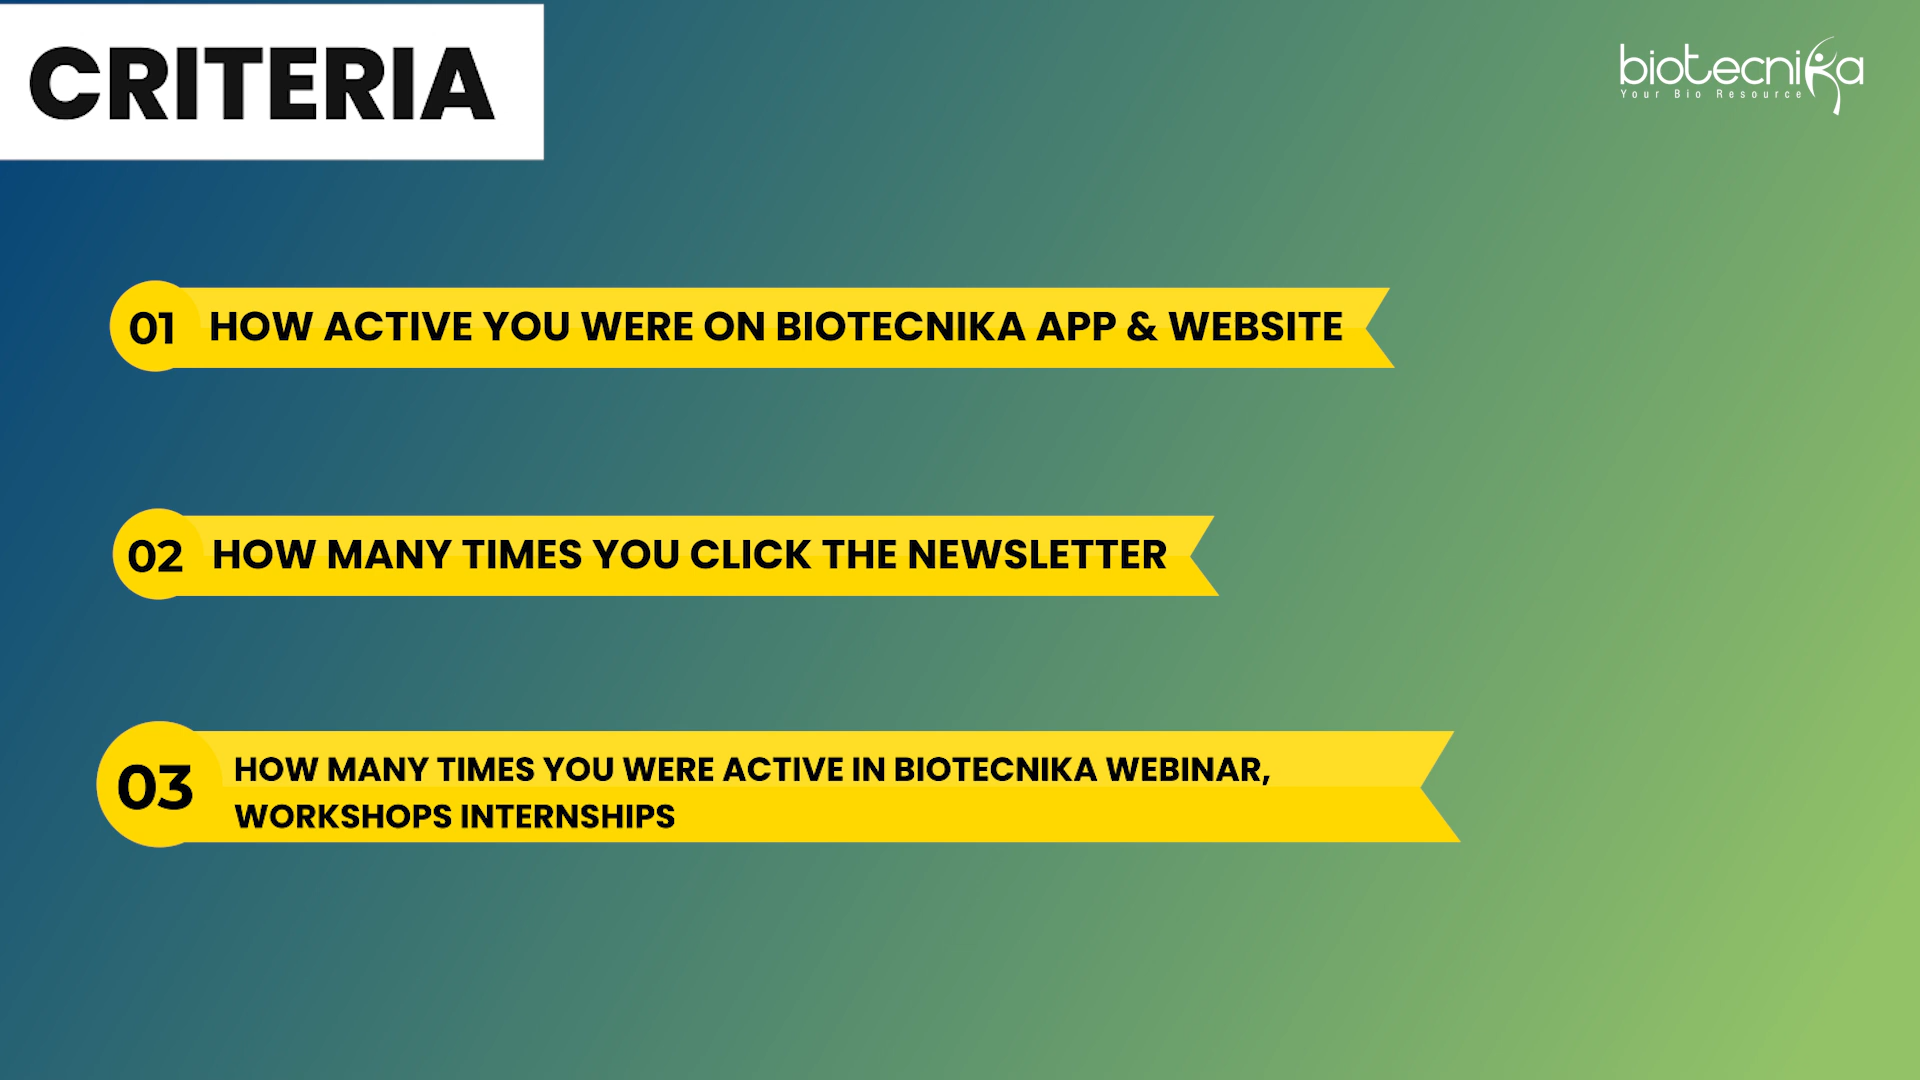 CRITERIA
biotecnika
Your Bio Resource
01 HOW ACTIVE YOU WERE ON BIOTECNIKA APP & WEBSITE
02 HOW MANY TIMES YOU CLICK THE NEWSLETTER
03 HOW MANY TIMES YOU WERE ACTIVE IN BIOTECNIKA WEBINAR,
WORKSHOPS INTERNSHIPS